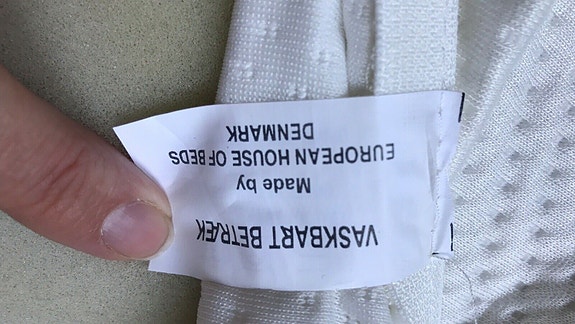 VASKBART BETRÆK
Made by
EUROPEAN HOUSE OF BEDS
DENMARK